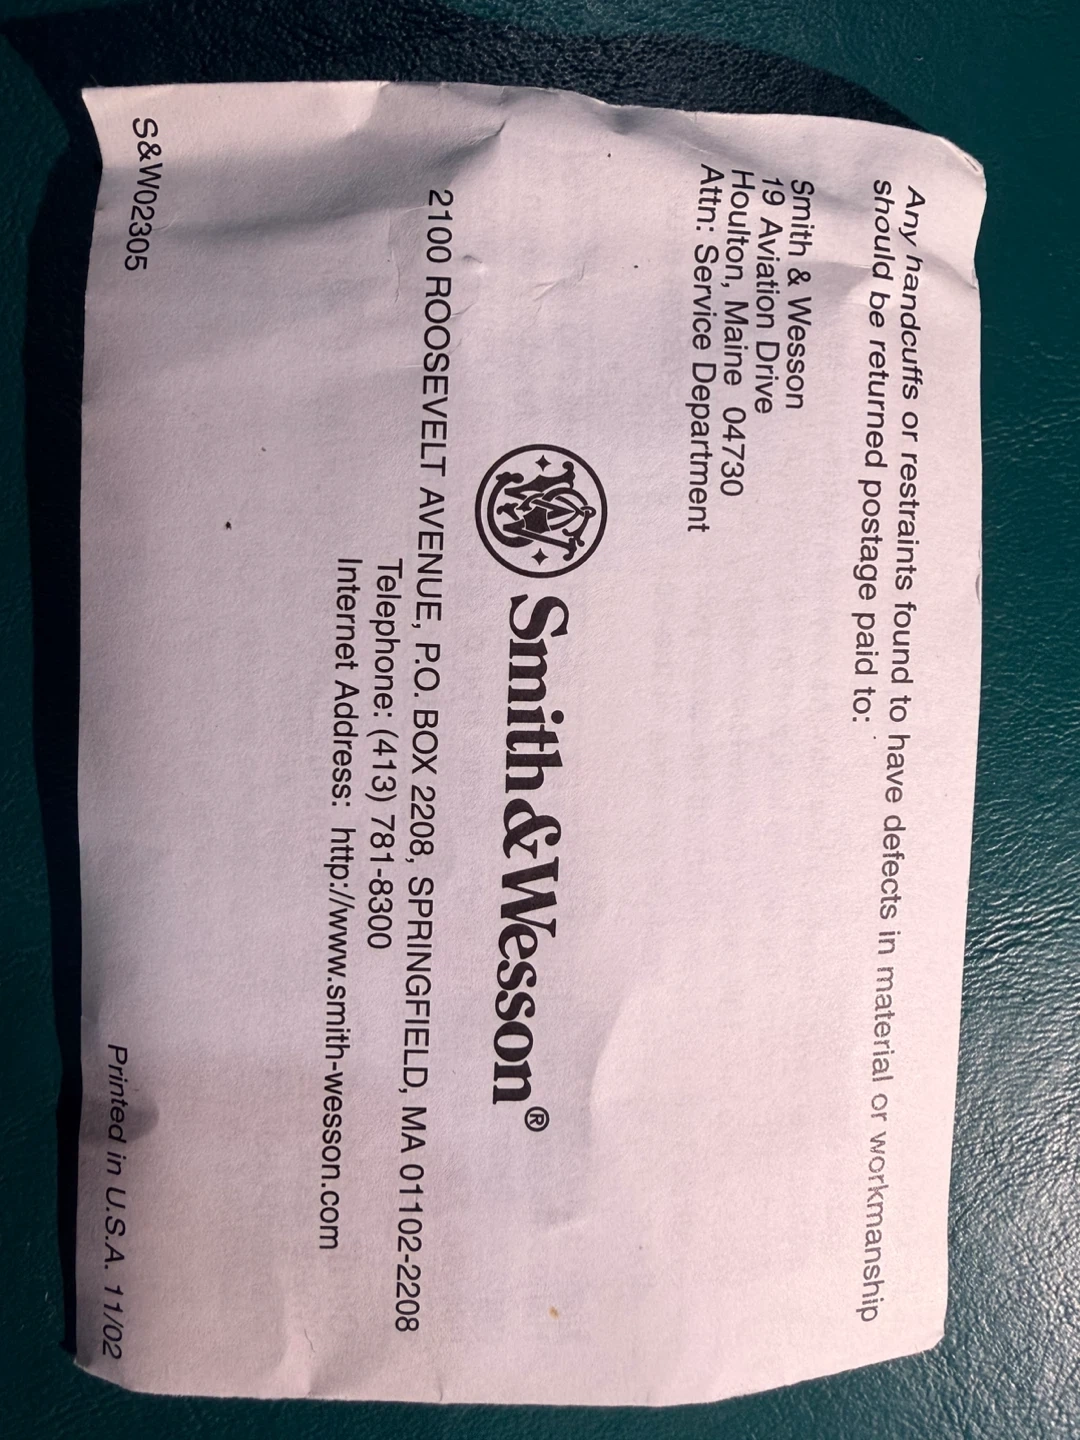 Any handcuffs or restraints found to have defects in material or workmanship
should be returned postage paid to:
Smith & Wesson
19 Aviation Drive
Houlton, Maine 04730
Attn: Service Department
Smith & Wesson®
2100 ROOSEVELT AVENUE, P.O. BOX 2208, SPRINGFIELD, MA 01102-2208
Telephone: (413) 781-8300
Internet Address: http://www.smith-wesson.com
S&W02305
Printed in U.S.A. 11/02